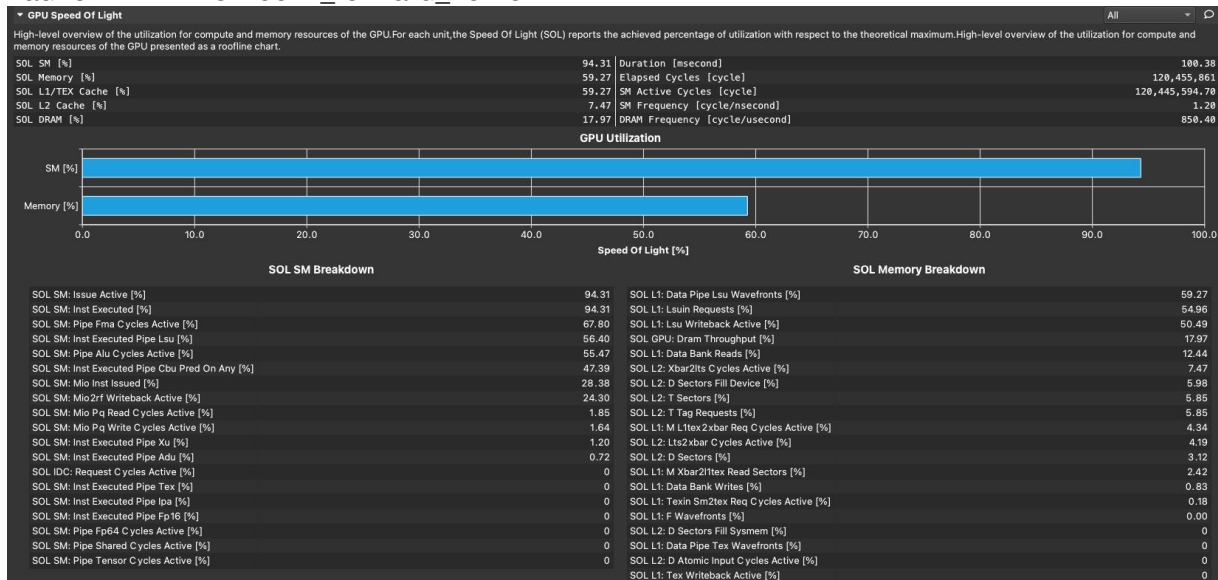 GPU Speed Of Light
All
High-level overview of the utilization for compute and memory resources of the GPU.For each unit,the Speed Of Light (SOL) reports the achieved percentage of utilization with respect to the theoretical maximum.High-level overview of the utilization for compute and
memory resources of the GPU presented as a roofline chart.
SOL SM [%] 94.31 Duration [msecond] 100.38
SOL Memory [%] 59.27 Elapsed Cycles [cycle] 120,455,861
SOL L1/TEX Cache [%] 59.27 SM Active Cycles [cycle] 120,445,594.70
SOL L2 Cache [%] 7.47 SM Frequency [cycle/nsecond] 1.20
SOL DRAM [%] 17.97 DRAM Frequency [cycle/usecond] 850.40
GPU Utilization
SM [%]
Memory [%]
0.0 10.0 20.0 30.0 40.0 50.0 60.0 70.0 80.0 90.0 100.0
Speed Of Light [%]
SOL SM Breakdown
SOL SM: Issue Active [%] 94.31
SOL SM: Inst Executed [%] 94.31
SOL SM: Pipe Fma Cycles Active [%] 67.80
SOL SM: Inst Executed Pipe Lsu [%] 56.40
SOL SM: Pipe Alu Cycles Active [%] 55.47
SOL SM: Inst Executed Pipe Cbu Pred On Any [%] 47.39
SOL SM: Mio Inst Issued [%] 28.38
SOL SM: Mio2rf Writeback Active [%] 24.30
SOL SM: Mio Pq Read Cycles Active [%] 1.85
SOL SM: Mio Pq Write Cycles Active [%] 1.64
SOL SM: Inst Executed Pipe Xu [%] 1.20
SOL SM: Inst Executed Pipe Adu [%] 0.72
SOL IDC: Request Cycles Active [%] 0
SOL SM: Inst Executed Pipe Tex [%] 0
SOL SM: Inst Executed Pipe Ipa [%] 0
SOL SM: Inst Executed Pipe Fp16 [%] 0
SOL SM: Pipe Fp64 Cycles Active [%] 0
SOL SM: Pipe Shared Cycles Active [%] 0
SOL SM: Pipe Tensor Cycles Active [%] 0
SOL Memory Breakdown
SOL L1: Data Pipe Lsu Wavefronts [%] 59.27
SOL L1: Lsuin Requests [%] 54.96
SOL L1: Lsu Writeback Active [%] 50.49
SOL GPU: Dram Throughput [%] 17.97
SOL L1: Data Bank Reads [%] 12.44
SOL L2: Xbar2lts Cycles Active [%] 7.47
SOL L2: D Sectors Fill Device [%] 5.98
SOL L2: T Sectors [%] 5.85
SOL L2: T Tag Requests [%] 5.85
SOL L1: M L1tex2xbar Req Cycles Active [%] 4.34
SOL L2: Lts2xbar Cycles Active [%] 4.19
SOL L2: D Sectors [%] 3.12
SOL L1: M Xbar2l1tex Read Sectors [%] 2.42
SOL L1: Data Bank Writes [%] 0.83
SOL L1: Texin Sm2tex Req Cycles Active [%] 0.18
SOL L1: F Wavefronts [%] 0.00
SOL L2: D Sectors Fill Sysmem [%] 0
SOL L1: Data Pipe Tex Wavefronts [%] 0
SOL L2: D Atomic Input Cycles Active [%] 0
SOL L1: Tex Writeback Active [%] 0